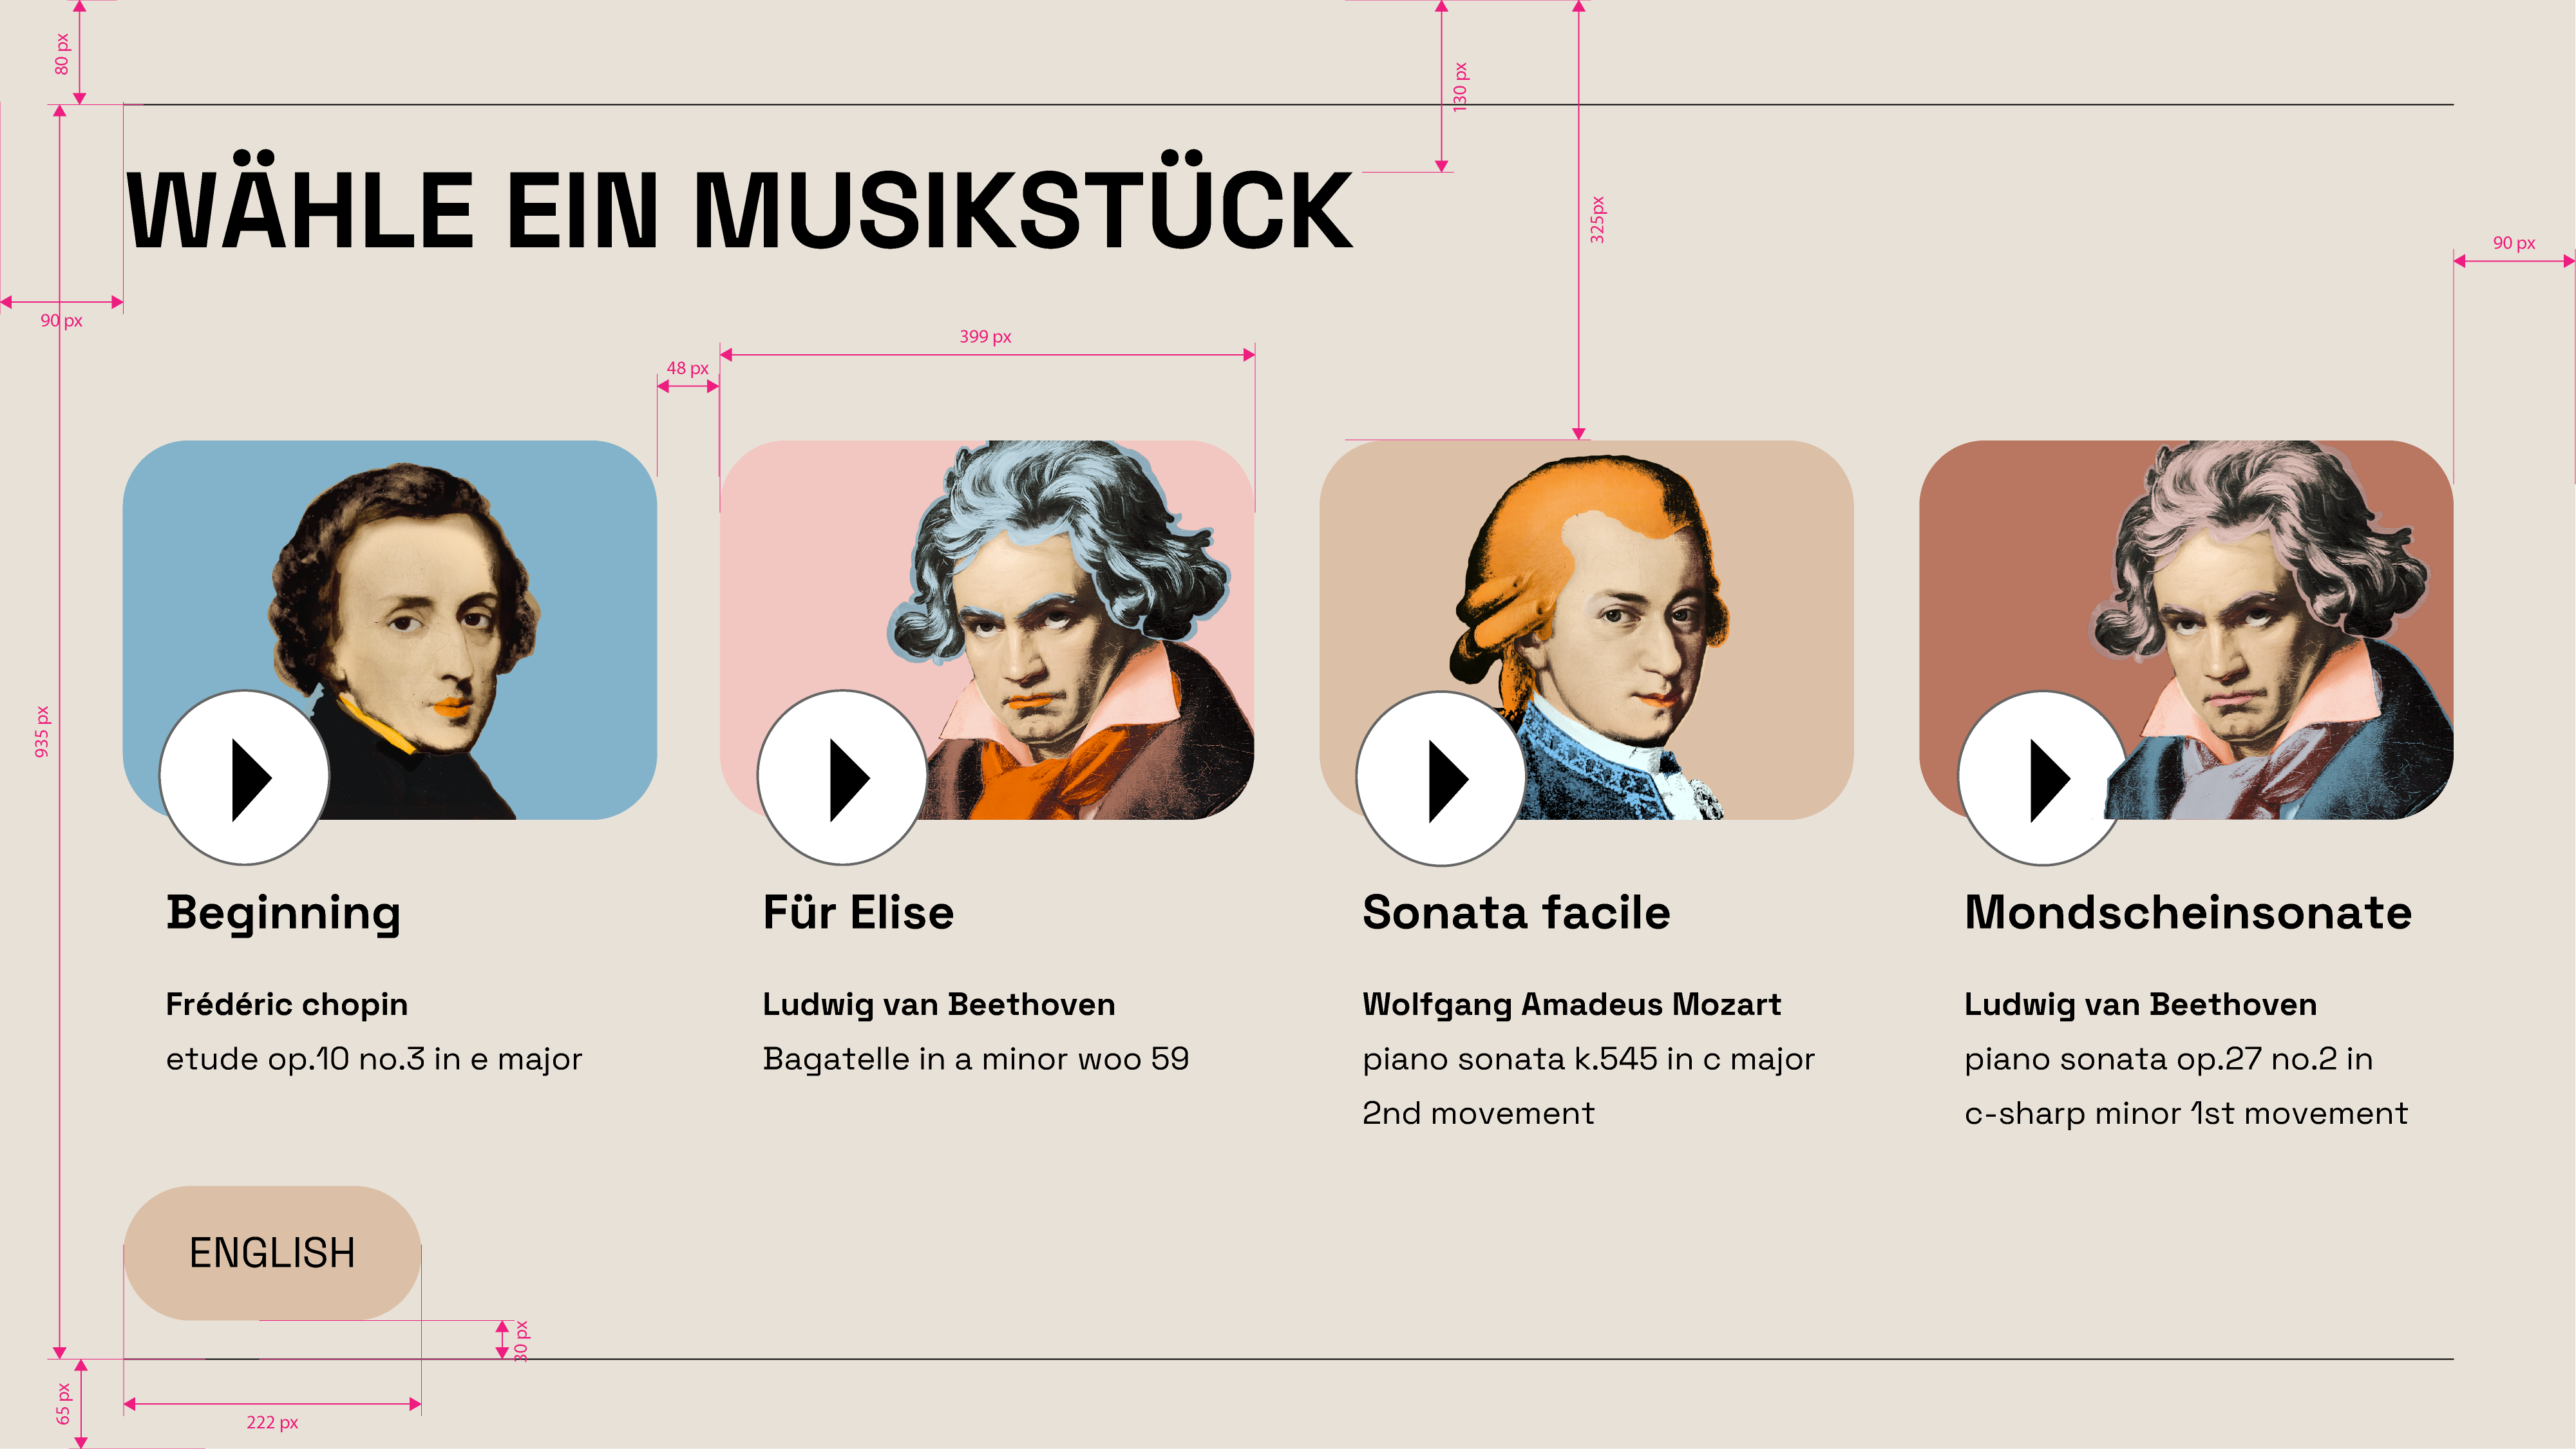 80 px
130 px
WÄHLE EIN MUSIKSTÜCK
325px
90 px
90 px
399 px
48 px
935 px
Beginning
Frédéric chopin
etude op.10 no.3 in e major
Für Elise
Ludwig van Beethoven
Bagatelle in a minor woo 59
Sonata facile
Wolfgang Amadeus Mozart
piano sonata k.545 in c major
2nd movement
Mondscheinsonate
Ludwig van Beethoven
piano sonata op.27 no.2 in
c-sharp minor 1st movement
ENGLISH
30 px
65 px
222 px